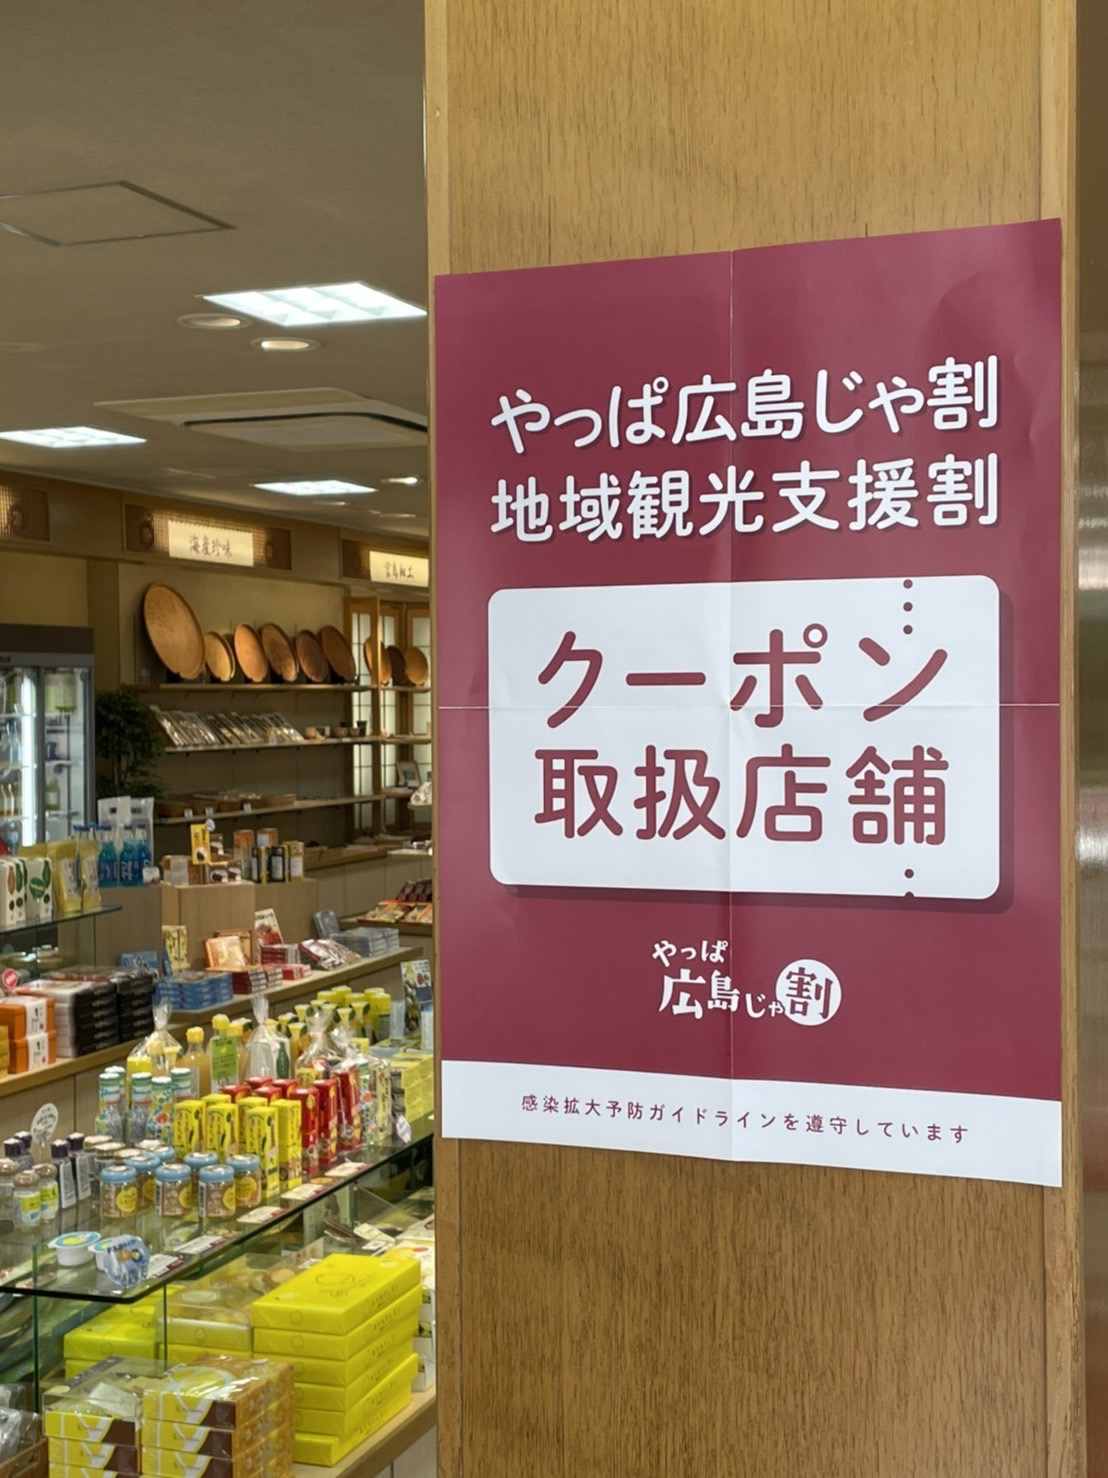 やっぱ広島じゃ割
地域観光支援割
クーポン
取扱店舗
やっぱ
広島じゃ割
感染拡大予防ガイドラインを遵守しています
海産珍味
宮島細工